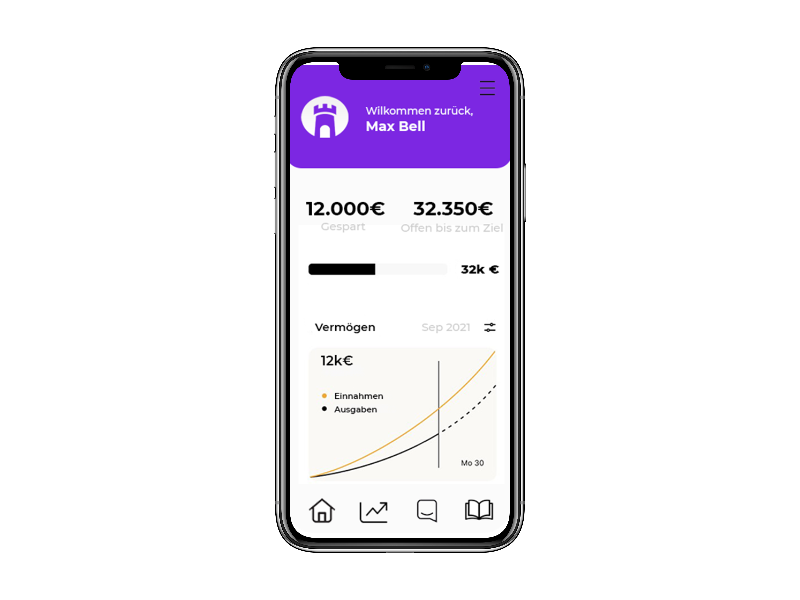 Wilkommen zurück,
Max Bell
12.000€ 32.350€
Gespart Offen bis zum Ziel
32k €
Vermögen Sep 2021
12k€
Einnahmen
Ausgaben
Mo 30